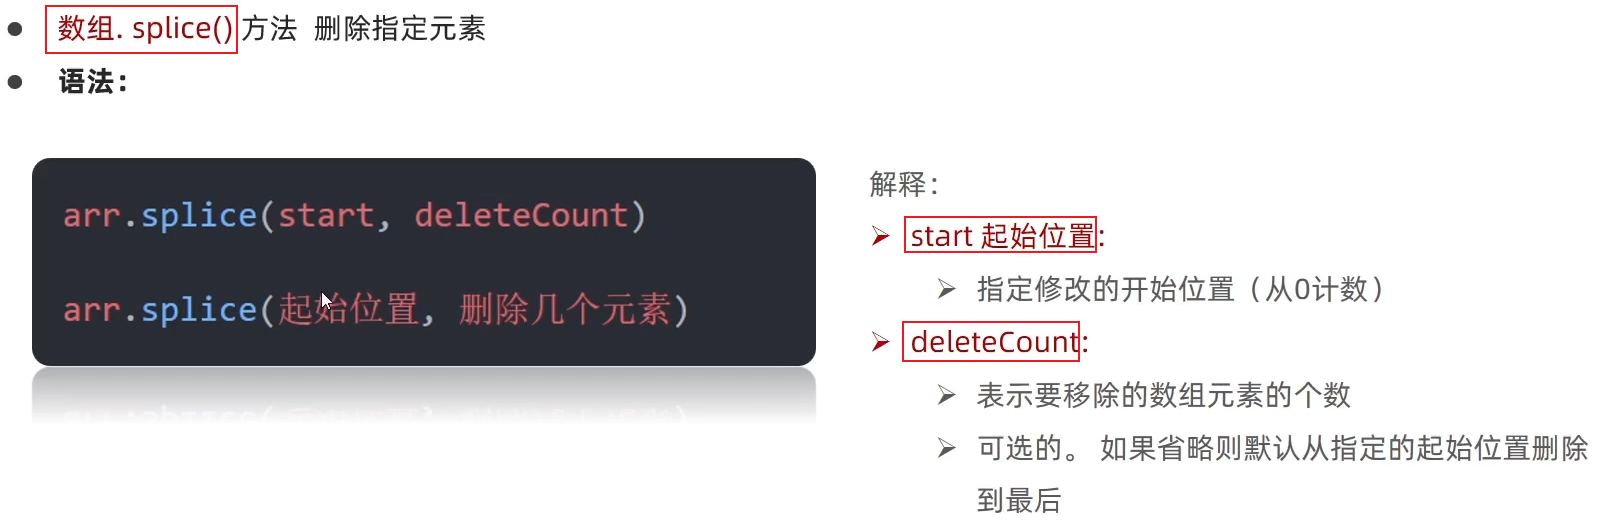 数组. splice() 方法 删除指定元素
语法：
arr.splice(start, deleteCount)
arr.splice(起始位置, 删除几个元素)
解释：
start 起始位置:
指定修改的开始位置（从0计数）
deleteCount:
表示要移除的数组元素的个数
可选的。 如果省略则默认从指定的起始位置删除
到最后